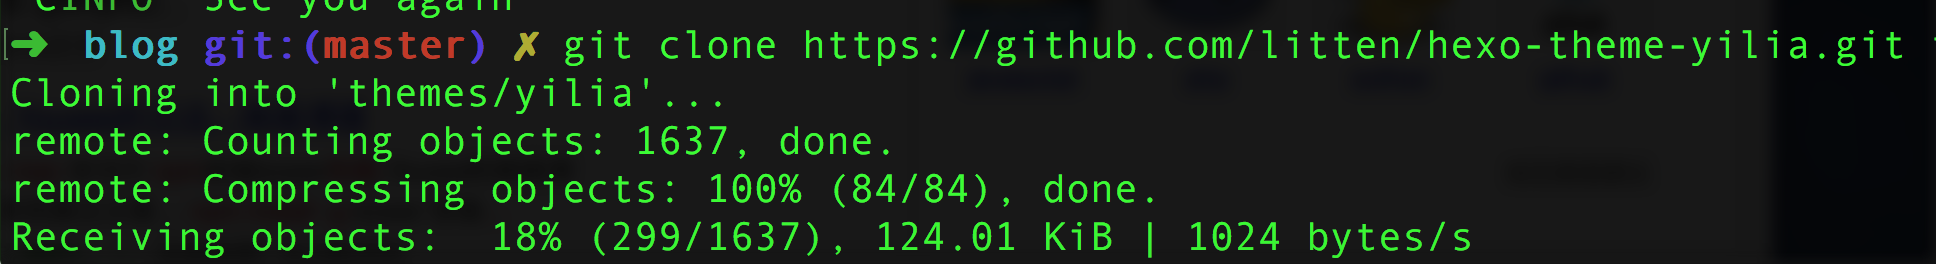 See you again
➜ blog git:(master) ✗ git clone https://github.com/litten/hexo-theme-yilia.git
Cloning into 'themes/yilia'...
remote: Counting objects: 1637, done.
remote: Compressing objects: 100% (84/84), done.
Receiving objects:  18% (299/1637), 124.01 KiB | 1024 bytes/s